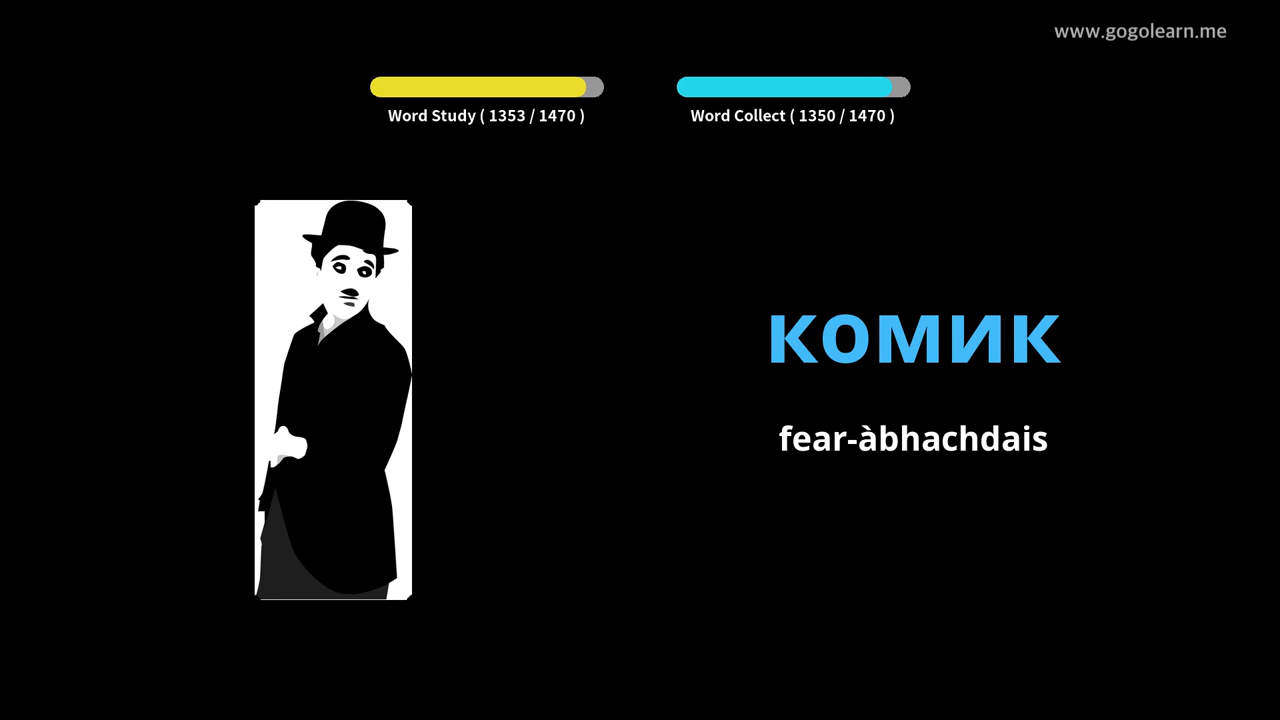 www.gogolearn.me
Word Study ( 1353 / 1470 )
Word Collect ( 1350 / 1470 )
комик
fear-àbhachdais